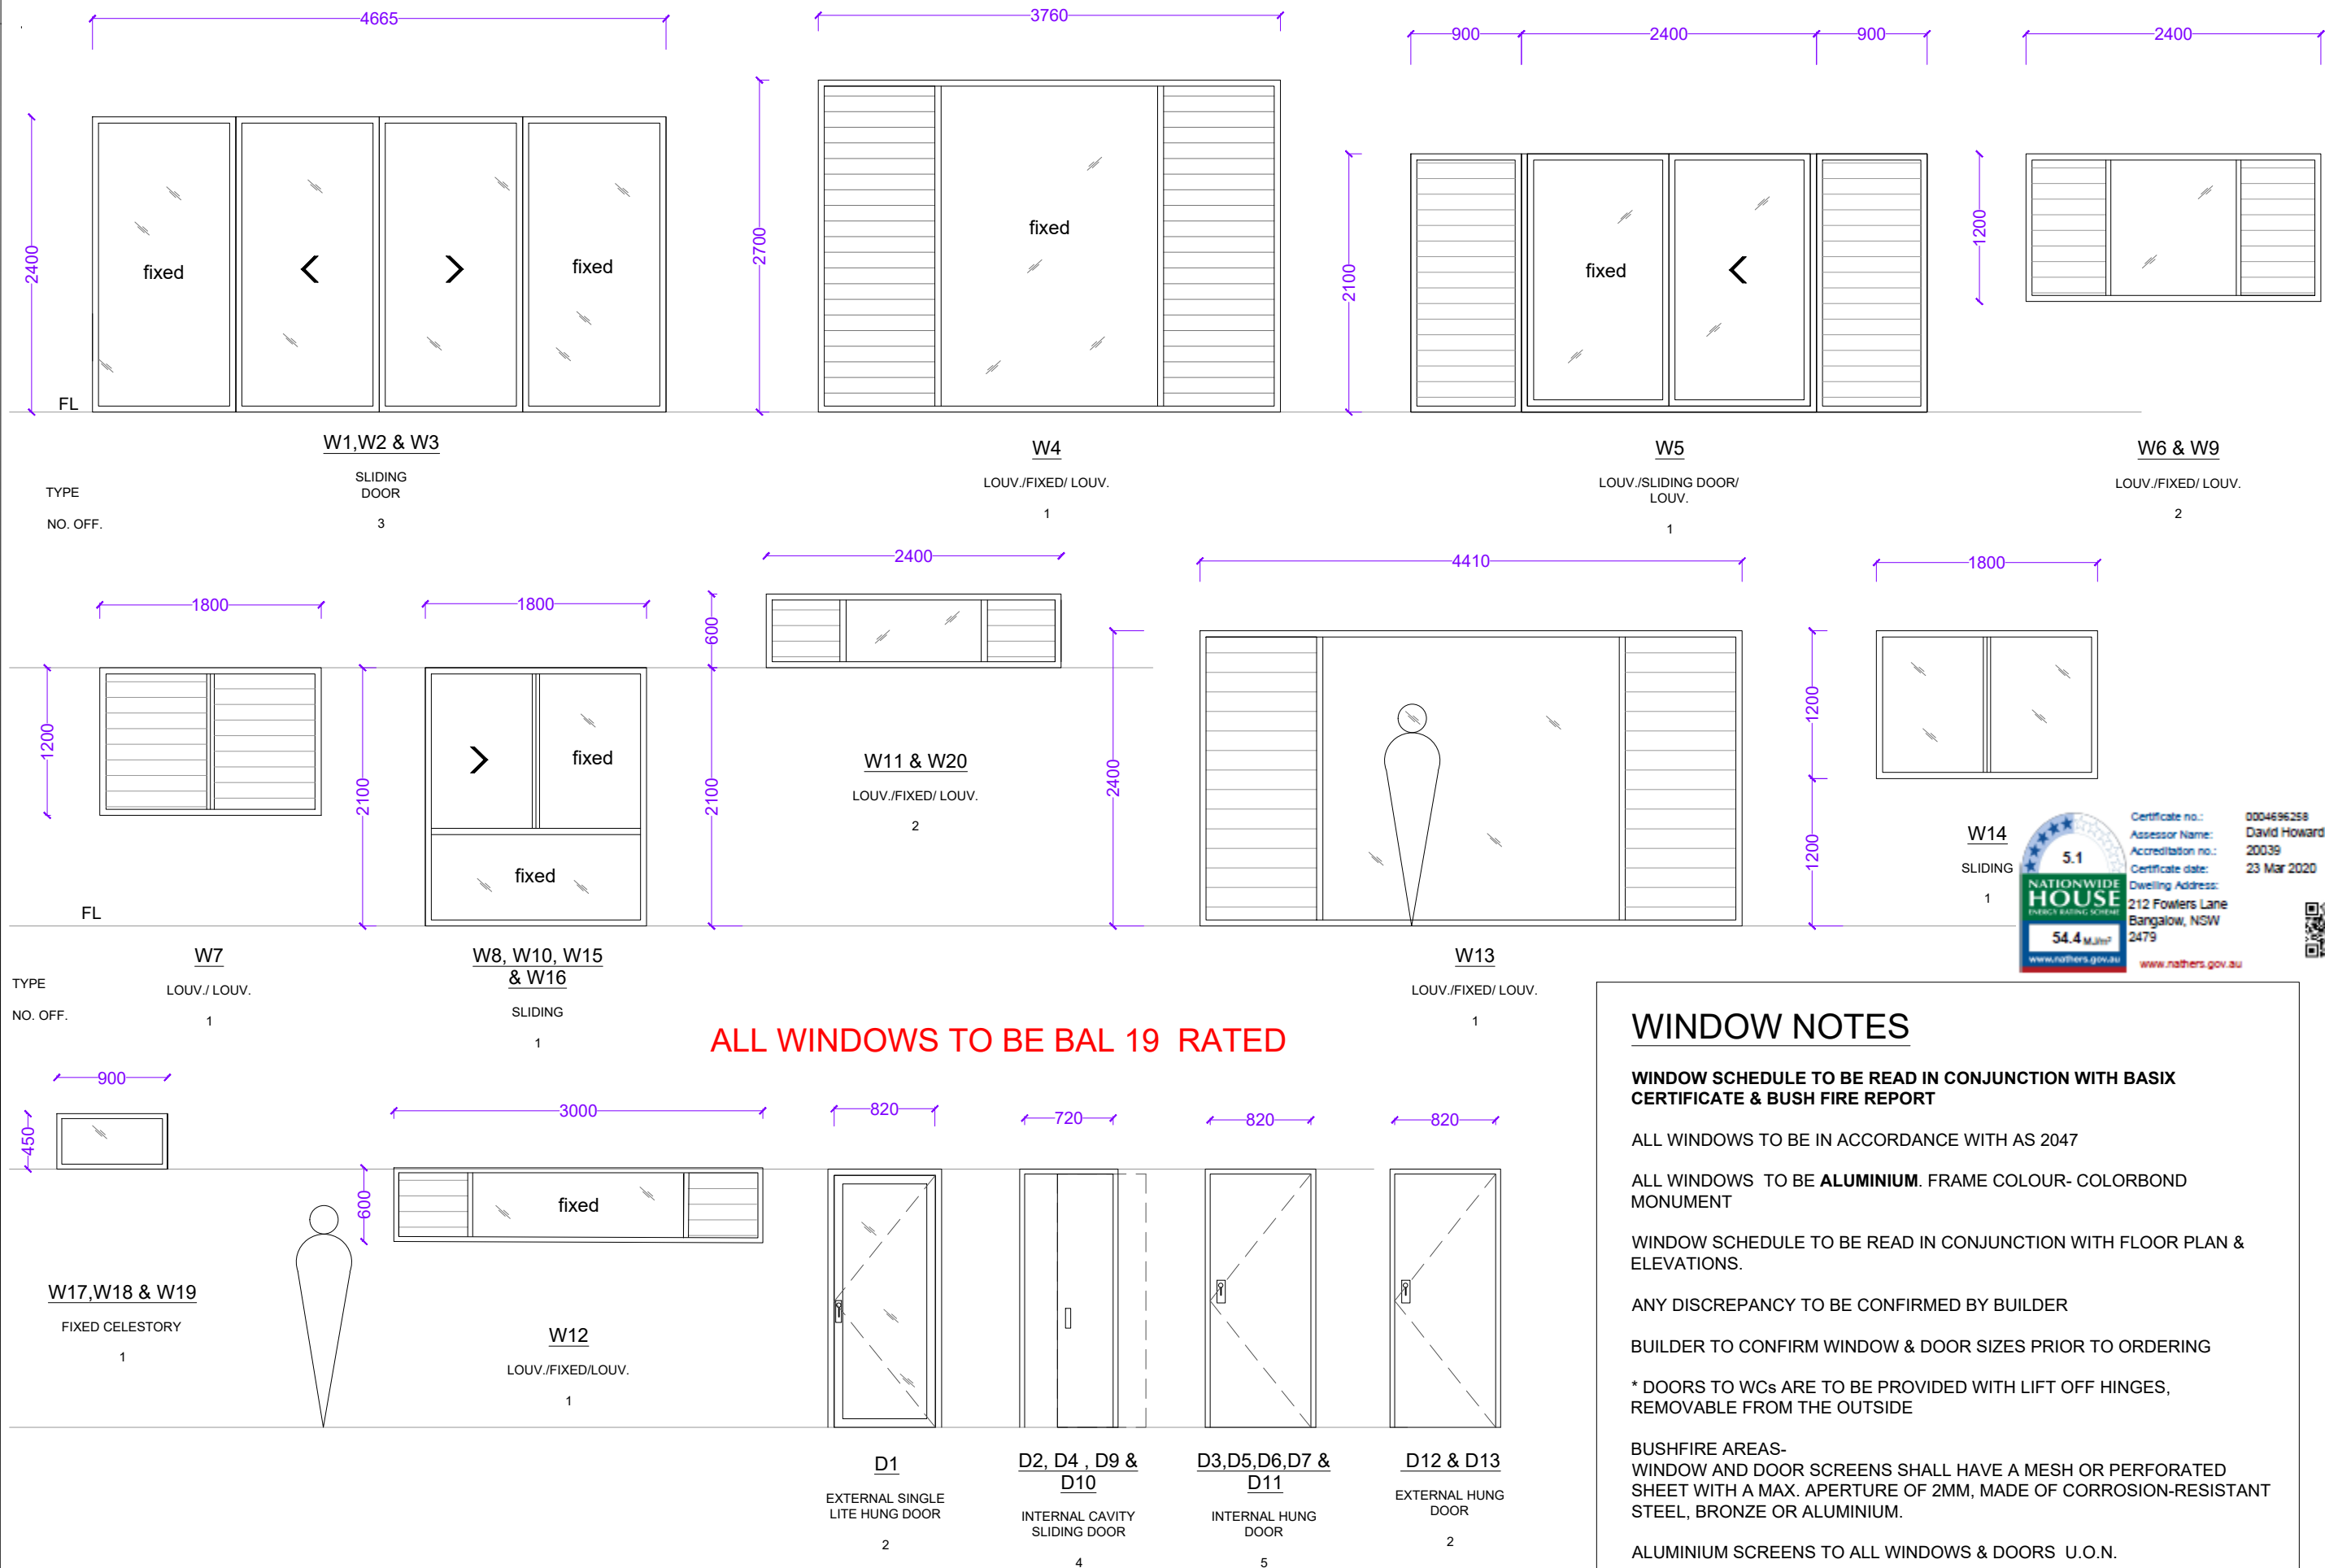 4665
3760
900
2400
900
2400
2400
fixed
<
>
fixed
FL
2700
fixed
2100
fixed
<
1200
W1,W2 & W3
SLIDING
DOOR
3
TYPE
NO. OFF.
W4
LOUV./FIXED/ LOUV.
1
W5
LOUV./SLIDING DOOR/
LOUV.
1
W6 & W9
LOUV./FIXED/ LOUV.
2
1800
1800
2400
4410
1800
1200
2100
>
fixed
fixed
600
2100
W11 & W20
LOUV./FIXED/ LOUV.
2
2400
1200
1200
FL
W7
LOUV./ LOUV.
1
TYPE
NO. OFF.
W8, W10, W15
& W16
SLIDING
1
W13
LOUV./FIXED/ LOUV.
1
W14
SLIDING
1
5.1
NATIONWIDE
HOUSE
ENERGY RATING SCHEME
54.4 MJ/m²
www.nathers.gov.au
Certificate no.: 0004696258
Assessor Name: David Howard
Accreditation no.: 20039
Certificate date: 23 Mar 2020
Dwelling Address:
212 Fowlers Lane
Bangalow, NSW
2479
www.nathers.gov.au
ALL WINDOWS TO BE BAL 19 RATED
900
450
W17,W18 & W19
FIXED CELESTORY
1
3000
600
fixed
W12
LOUV./FIXED/LOUV.
1
820
D1
EXTERNAL SINGLE
LITE HUNG DOOR
2
720
D2, D4 , D9 &
D10
INTERNAL CAVITY
SLIDING DOOR
4
820
D3,D5,D6,D7 &
D11
INTERNAL HUNG
DOOR
5
820
D12 & D13
EXTERNAL HUNG
DOOR
2
WINDOW NOTES
WINDOW SCHEDULE TO BE READ IN CONJUNCTION WITH BASIX
CERTIFICATE & BUSH FIRE REPORT
ALL WINDOWS TO BE IN ACCORDANCE WITH AS 2047
ALL WINDOWS TO BE ALUMINIUM. FRAME COLOUR- COLORBOND
MONUMENT
WINDOW SCHEDULE TO BE READ IN CONJUNCTION WITH FLOOR PLAN &
ELEVATIONS.
ANY DISCREPANCY TO BE CONFIRMED BY BUILDER
BUILDER TO CONFIRM WINDOW & DOOR SIZES PRIOR TO ORDERING
* DOORS TO WCs ARE TO BE PROVIDED WITH LIFT OFF HINGES,
REMOVABLE FROM THE OUTSIDE
BUSHFIRE AREAS-
WINDOW AND DOOR SCREENS SHALL HAVE A MESH OR PERFORATED
SHEET WITH A MAX. APERTURE OF 2MM, MADE OF CORROSION-RESISTANT
STEEL, BRONZE OR ALUMINIUM.
ALUMINIUM SCREENS TO ALL WINDOWS & DOORS U.O.N.